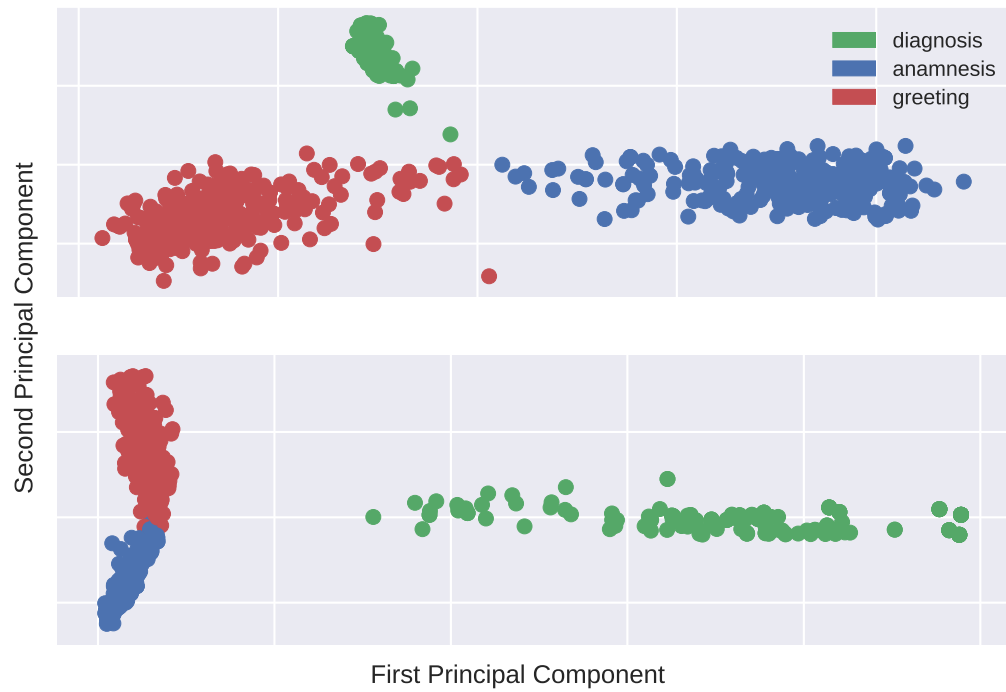 diagnosis
anamnesis
greeting
Second Principal Component
First Principal Component